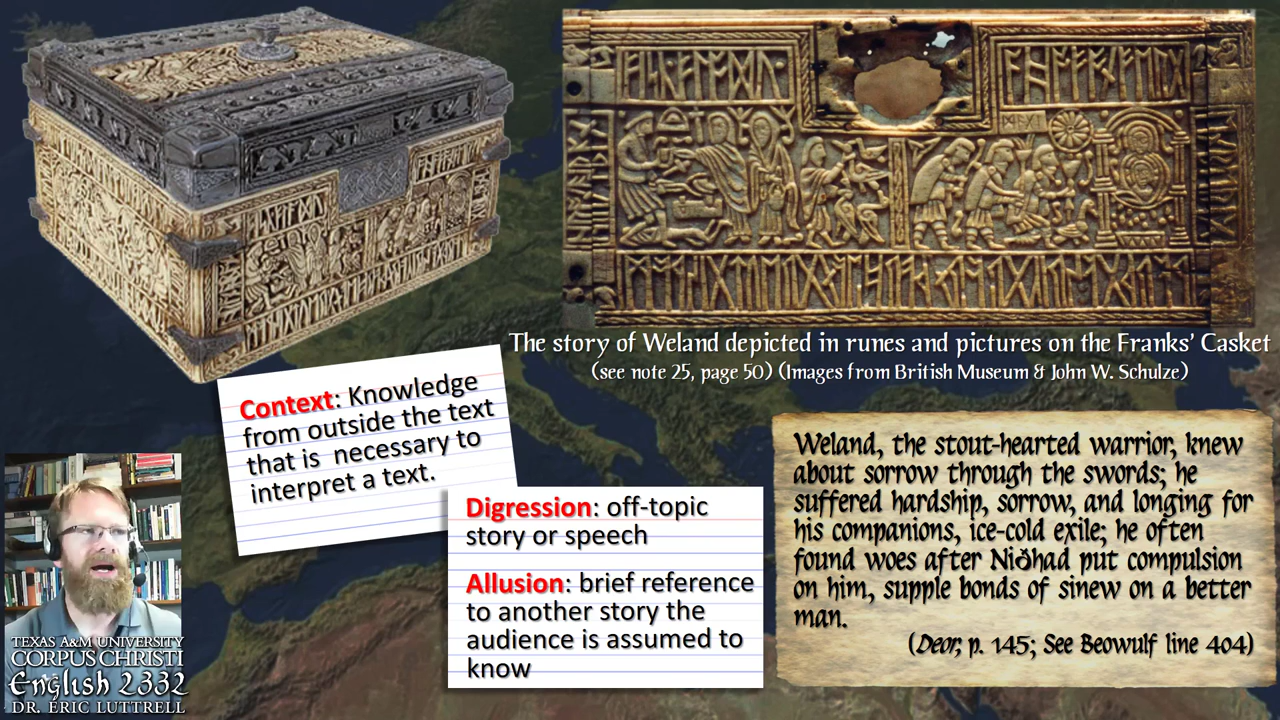 The story of Weland depicted in runes and pictures on the Franks' Casket
(see note 25, page 50) (Images from British Museum & John W. Schulze)
Context: Knowledge
from outside the text
that is necessary to
interpret a text.
Digression: off-topic
story or speech
Allusion: brief reference
to another story the
audience is assumed to
know
Weland, the stout-hearted warrior, knew
about sorrow through the swords; he
suffered hardship, sorrow, and longing for
his companions, ice-cold exile; he often
found woes after Niðhad put compulsion
on him, supple bonds of sinew on a better
man.
(Deor, p. 145; See Beowulf line 404)
TEXAS A&M UNIVERSITY
CORPUS CHRISTI
English 2332
DR. ERIC LUTTRELL